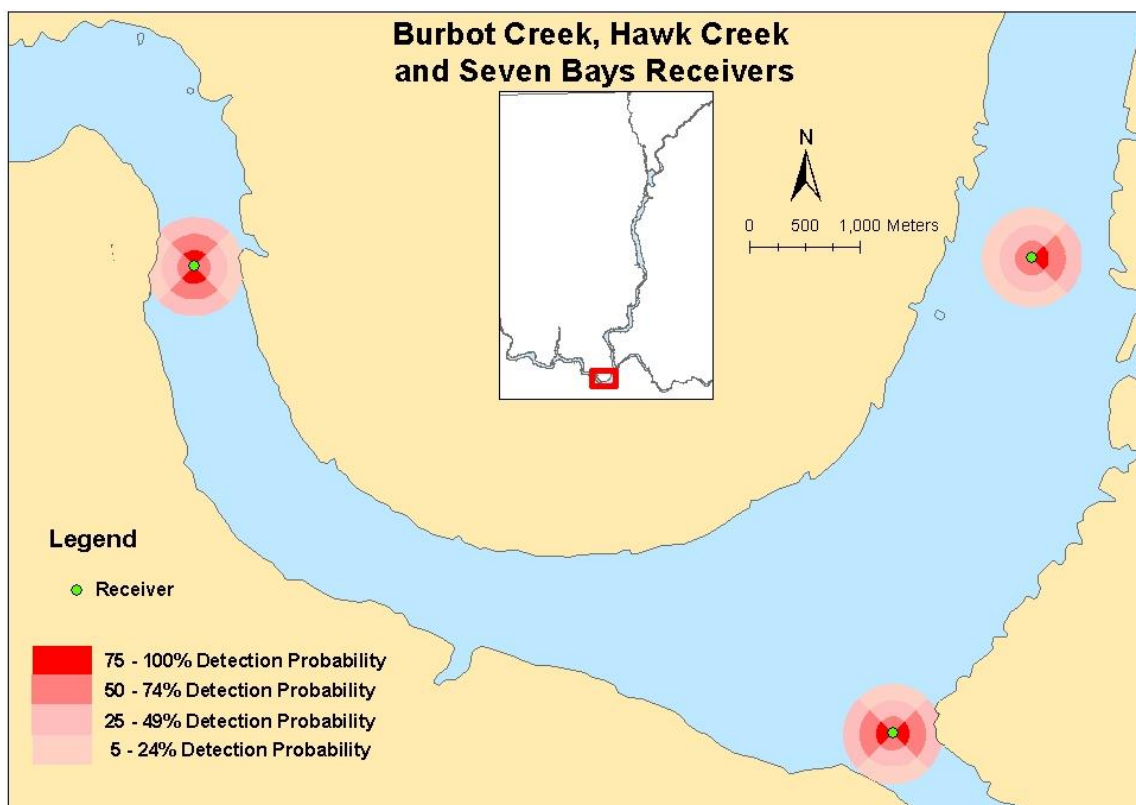 Burbot Creek, Hawk Creek
and Seven Bays Receivers
N
0 500 1,000 Meters
Legend
Receiver
75 - 100% Detection Probability
50 - 74% Detection Probability
25 - 49% Detection Probability
5 - 24% Detection Probability